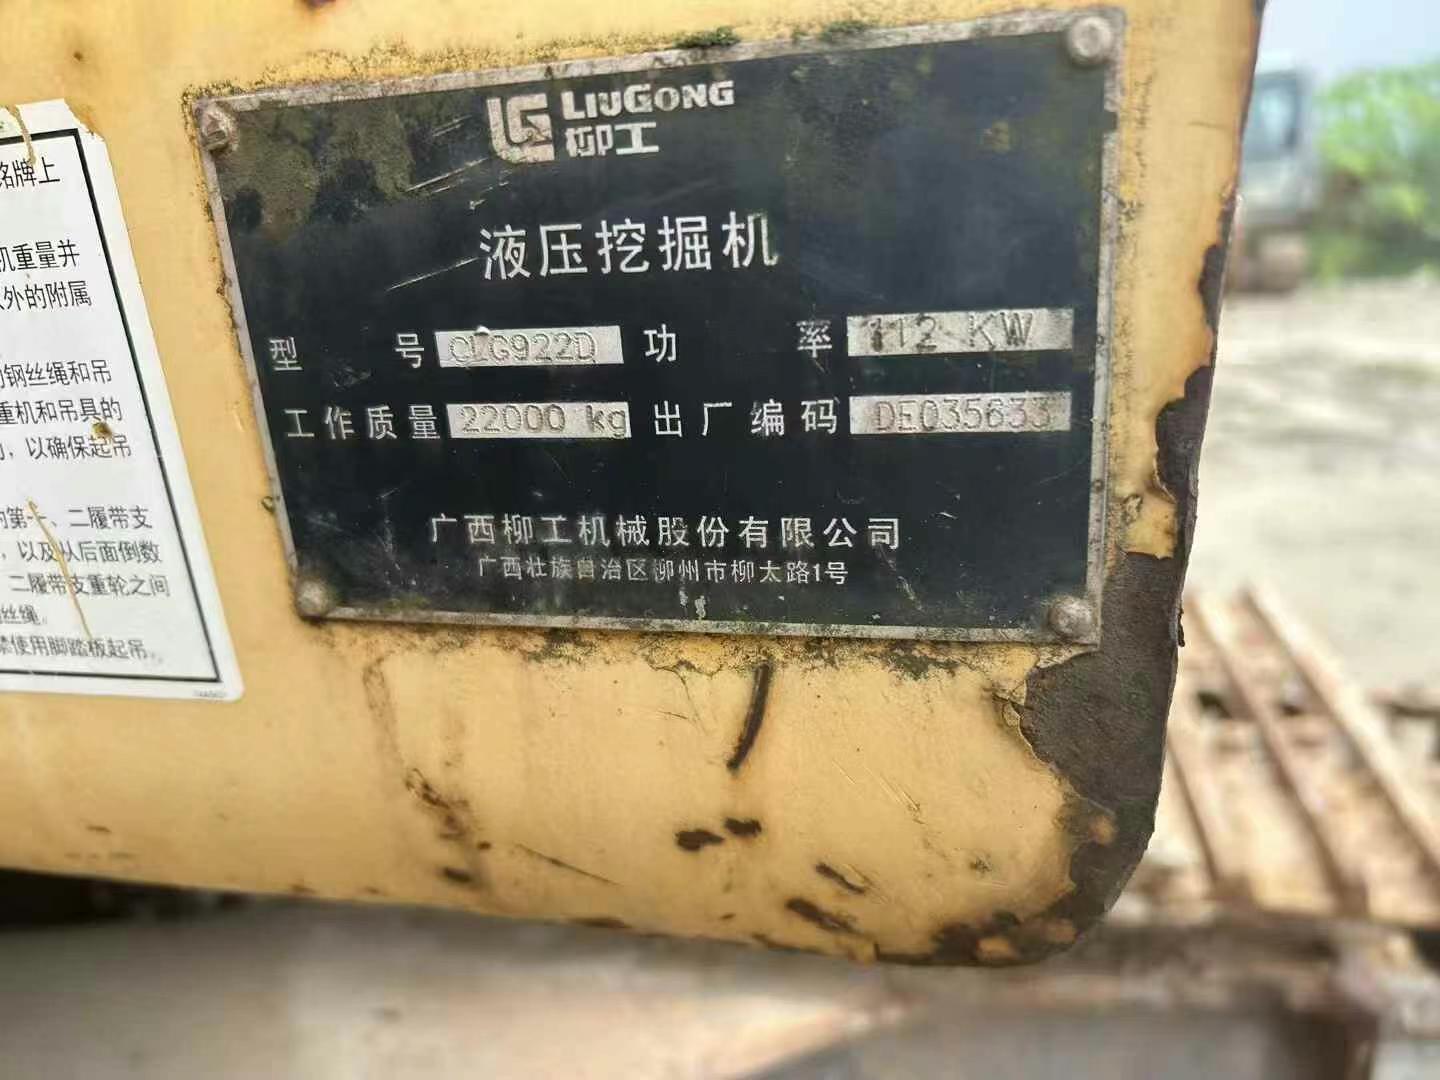 LIUGONG
柳工
液压挖掘机
型号 CLG922D 功率 112 KW
工作质量 22000 kg 出厂编码 DE035633
广西柳工机械股份有限公司
广西壮族自治区柳州市柳太路1号
铭牌上
机重量并
以外的附属
钢丝绳和吊
重机和吊具的
，以确保起吊
的第一、二履带支
，以及从后面倒数
二履带支重轮之间
丝绳。
禁使用脚踏板起吊。